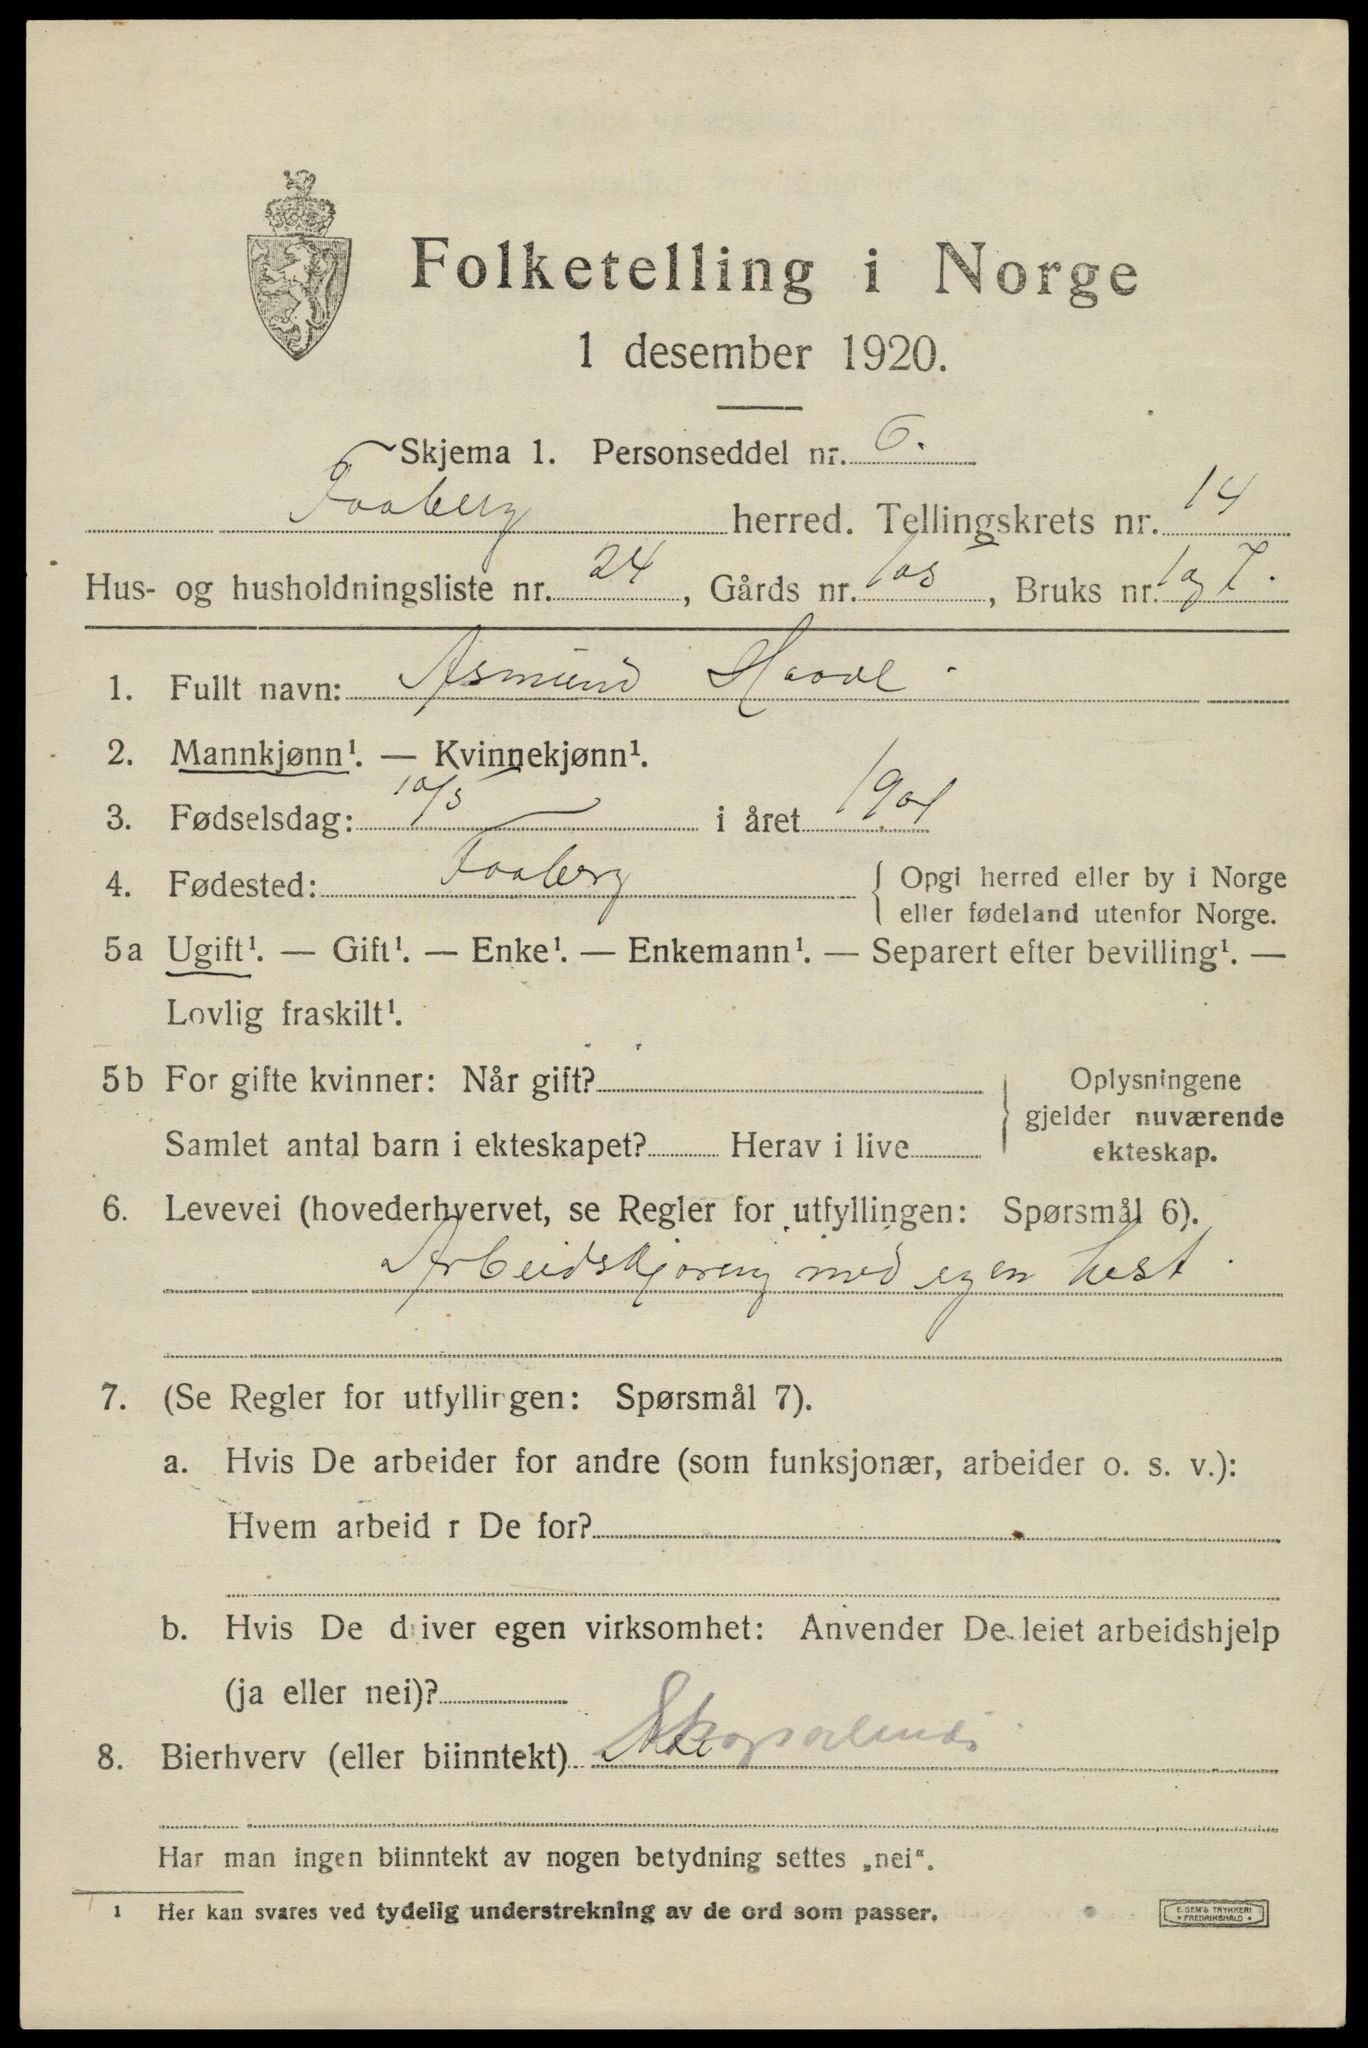 Folketelling i Norge
1 desember 1920.
Skjema 1. Personseddel nr. 6.
Faaberg herred. Tellingskrets nr. 14
Hus- og husholdningsliste nr. 24, Gårds nr. 105, Bruks nr. 1 og 7.
1. Fullt navn: Asmund
2. Mannkjønn¹. — Kvinnekjønn¹.
3. Fødselsdag: 10/5 i året 1901
4. Fødested: Faaberg { Opgi herred eller by i Norge
eller fødeland utenfor Norge.
5a Ugift¹. — Gift¹. — Enke¹. — Enkemann¹. — Separert efter bevilling¹. —
Lovlig fraskilt¹.
5b For gifte kvinner: Når gift?
Samlet antal barn i ekteskapet? Herav i live
Oplysningene
gjelder nuværende
ekteskap.
6. Levevei (hovederhvervet, se Regler for utfyllingen: Spørsmål 6).
Arbeidskjøring med egen hest.
7. (Se Regler for utfyllingen: Spørsmål 7).
a. Hvis De arbeider for andre (som funksjonær, arbeider o. s. v.):
Hvem arbeid r De for?
b. Hvis De driver egen virksomhet: Anvender De leiet arbeidshjelp
(ja eller nei)?
8. Bierhverv (eller biinntekt)
Har man ingen biinntekt av nogen betydning settes „nei“.
1 Her kan svares ved tydelig understrekning av de ord som passer.
E. SEM'S TRYKKERI
• FREDRIKSHALD •